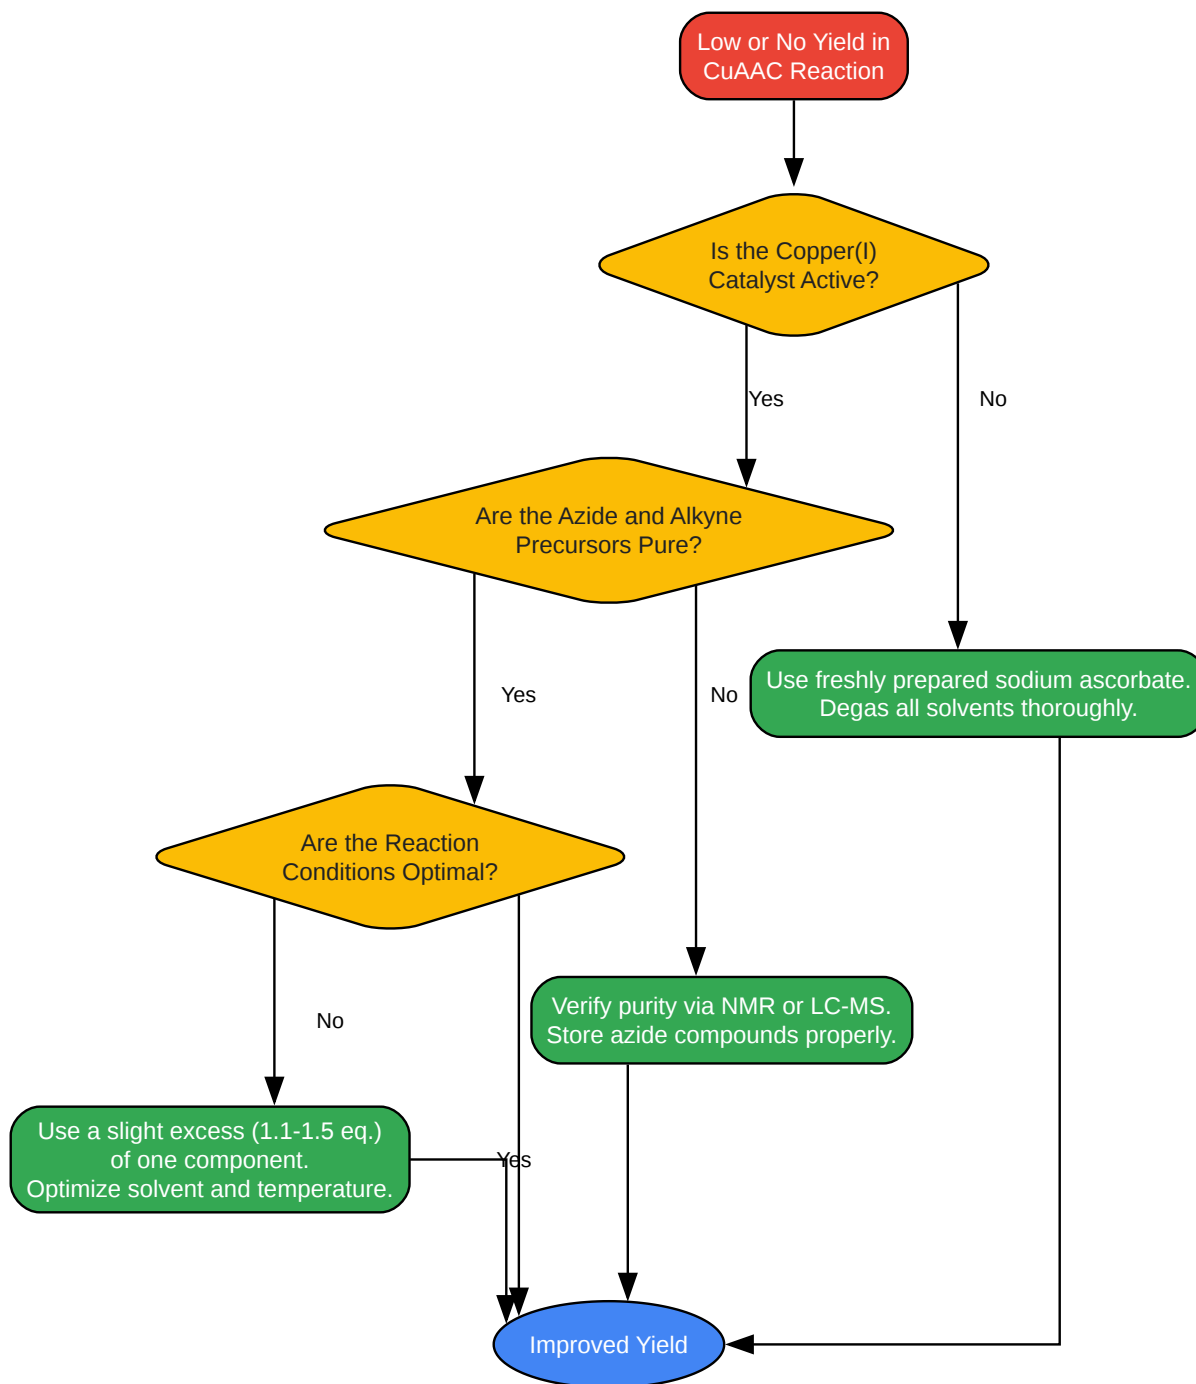 Low or No Yield in
CuAAC Reaction
Is the Copper(I)
Catalyst Active?
Yes
No
Are the Azide and Alkyne
Precursors Pure?
Use freshly prepared sodium ascorbate.
Degas all solvents thoroughly.
Yes
No
Are the Reaction
Conditions Optimal?
Verify purity via NMR or LC-MS.
Store azide compounds properly.
No
Use a slight excess (1.1-1.5 eq.)
of one component.
Optimize solvent and temperature.
Yes
Improved Yield